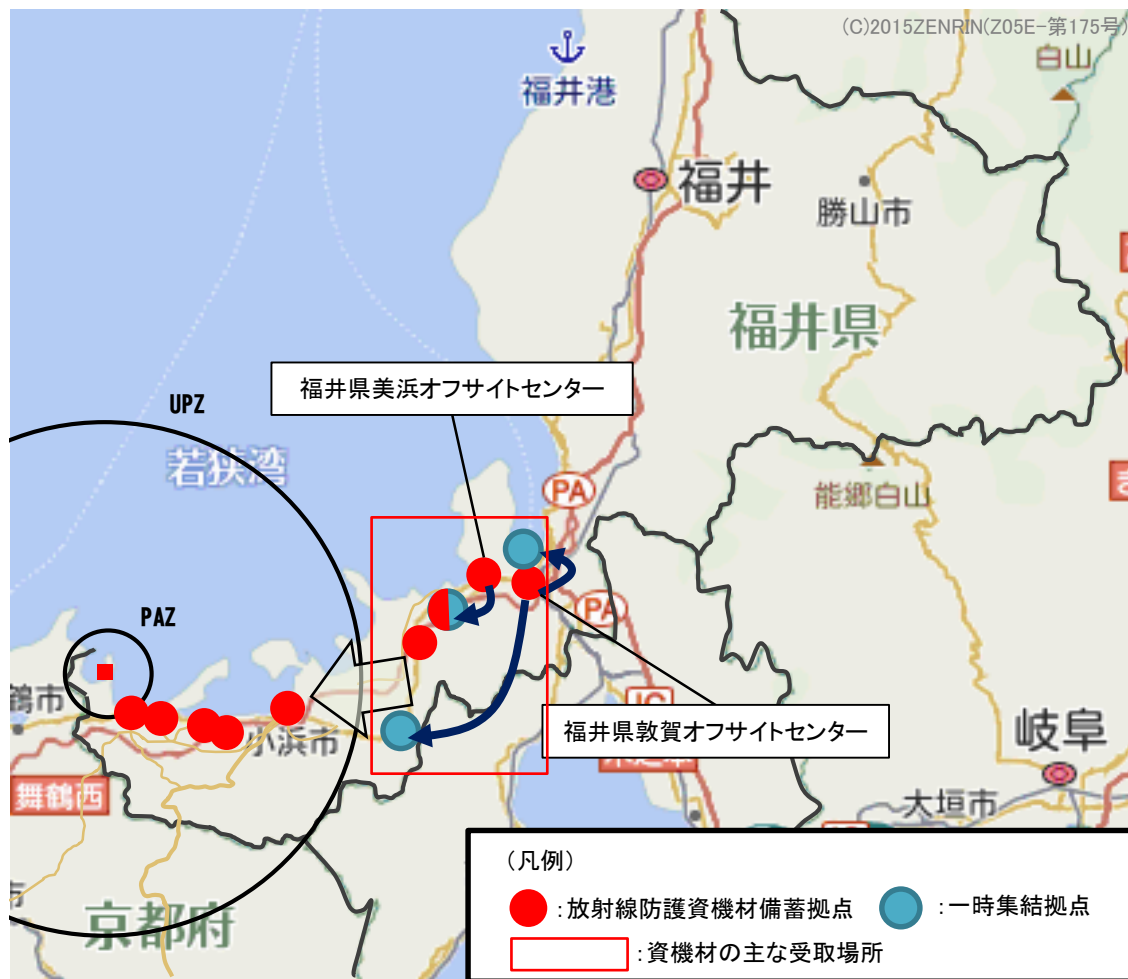 (C)2015ZENRIN(Z05E-第175号)
白山
福井港
福井
勝山市
福井県
福井県美浜オフサイトセンター
UPZ
若狭湾
PA
能郷白山
PAZ
PA
鶴市
小浜市
福井県敦賀オフサイトセンター
岐阜
舞鶴西
大垣市
京都府
(凡例)
:放射線防護資機材備蓄拠点
:一時集結拠点
:資機材の主な受取場所